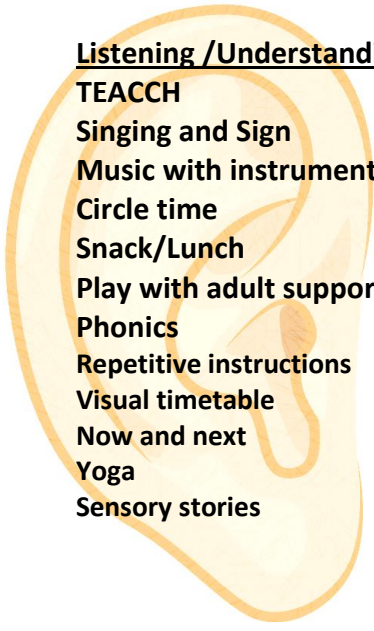 Listening /Understand
TEACCH
Singing and Sign
Music with instrument
Circle time
Snack/Lunch
Play with adult suppor
Phonics
Repetitive instructions
Visual timetable
Now and next
Yoga
Sensory stories